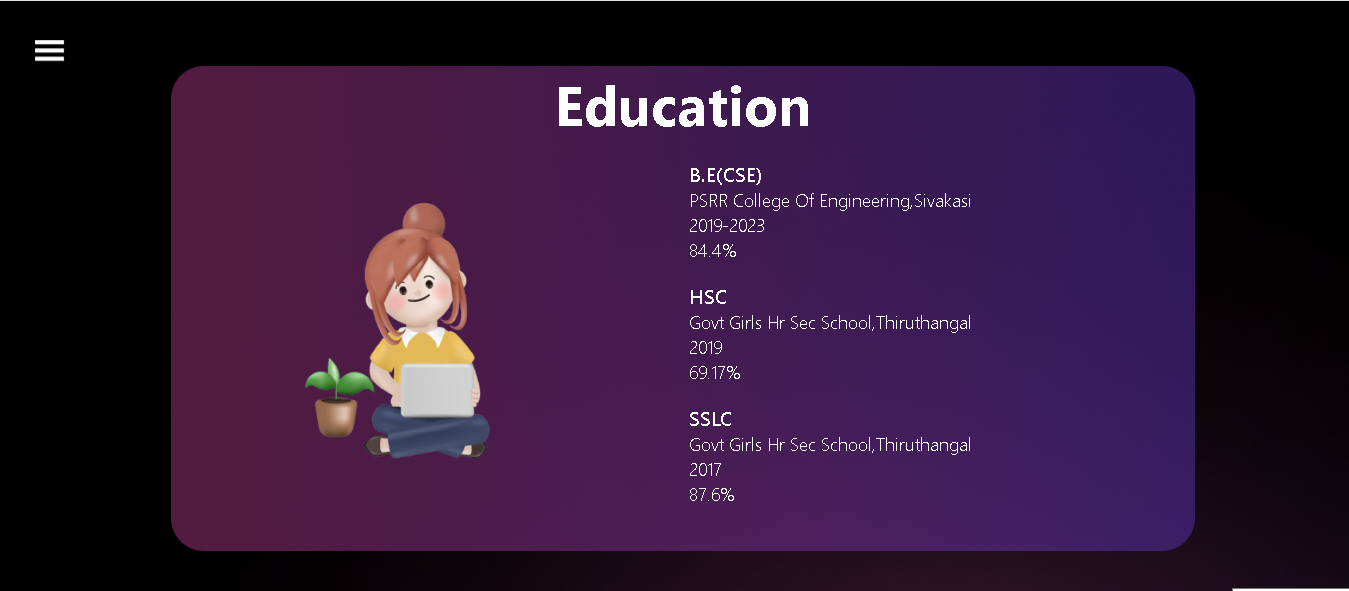 Education
B.E(CSE)
PSRR College Of Engineering,Sivakasi
2019-2023
84.4%
HSC
Govt Girls Hr Sec School,Thiruthangal
2019
69.17%
SSLC
Govt Girls Hr Sec School,Thiruthangal
2017
87.6%